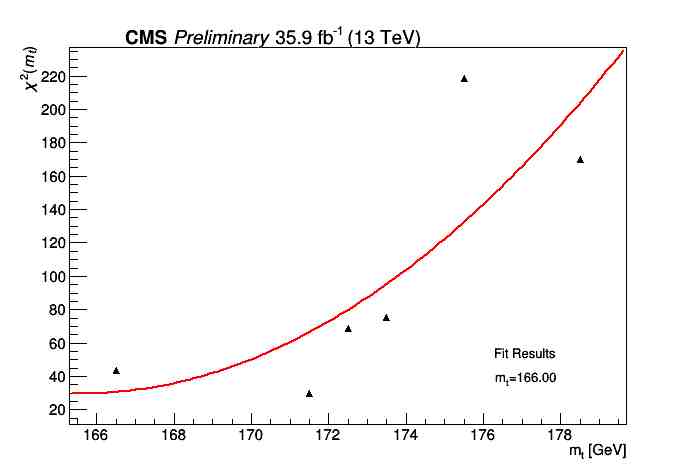 CMS Preliminary 35.9 fb⁻¹ (13 TeV)
χ²(mₜ)
220
200
180
160
140
120
100
80
60
40
20
Fit Results
mₜ=166.00
166 168 170 172 174 176 178
mₜ [GeV]